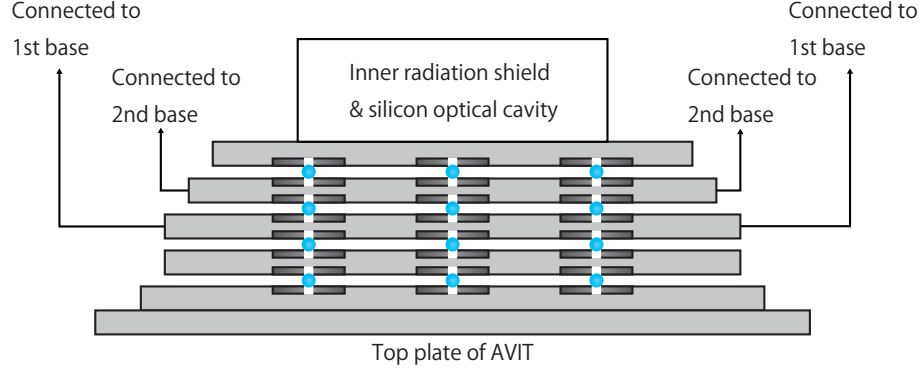 Connected to
1st base
Connected to
2nd base
Inner radiation shield
& silicon optical cavity
Connected to
2nd base
Connected to
1st base
Top plate of AVIT